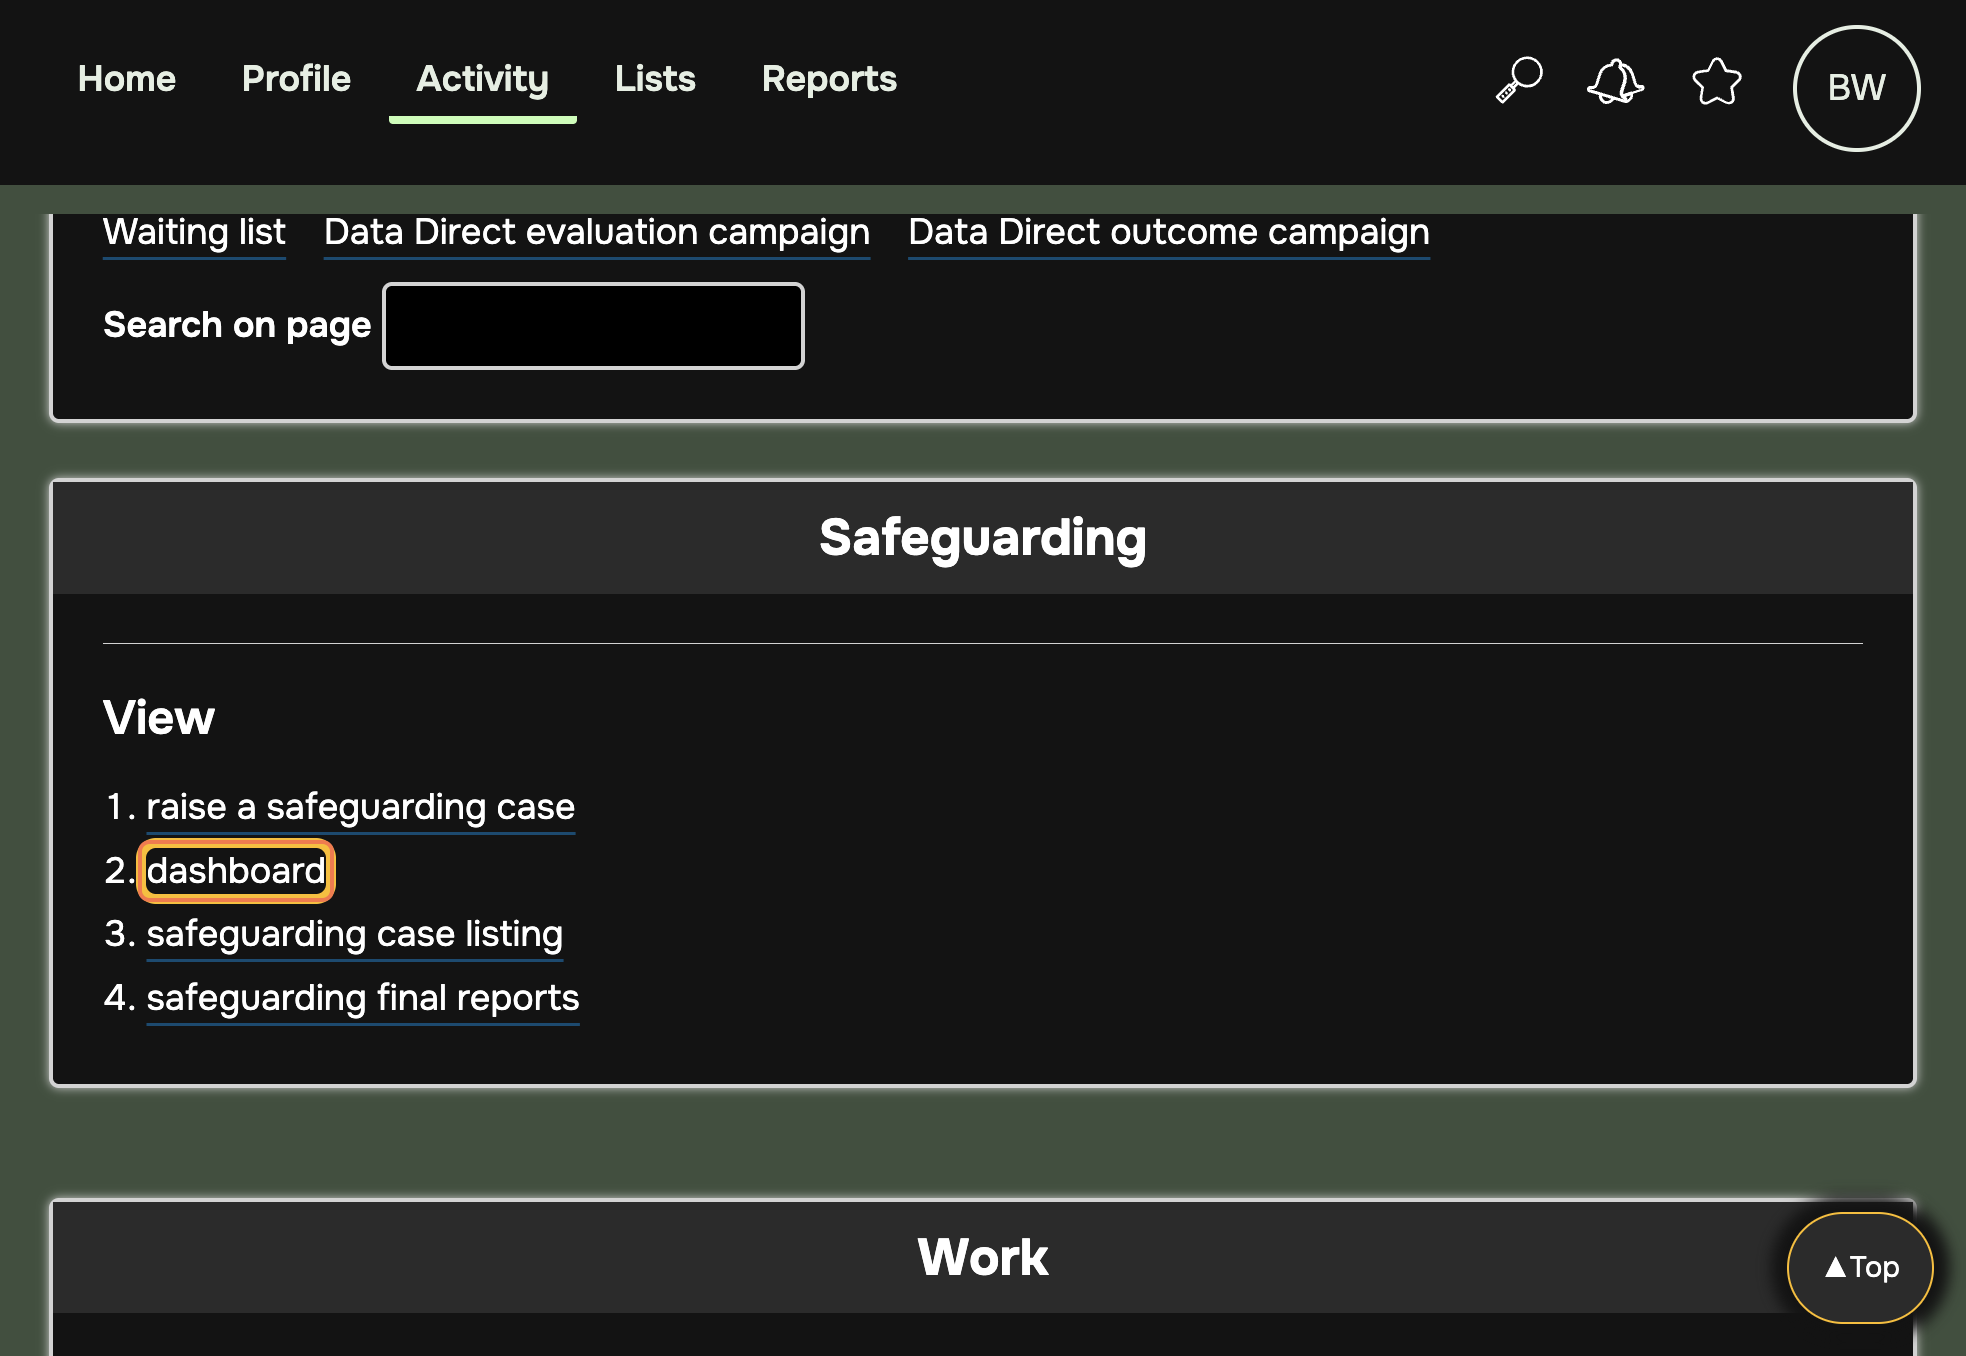 Home Profile Activity Lists Reports BW
Waiting list Data Direct evaluation campaign Data Direct outcome campaign
Search on page
Safeguarding
View
1. raise a safeguarding case
2. dashboard
3. safeguarding case listing
4. safeguarding final reports
Work
▲Top